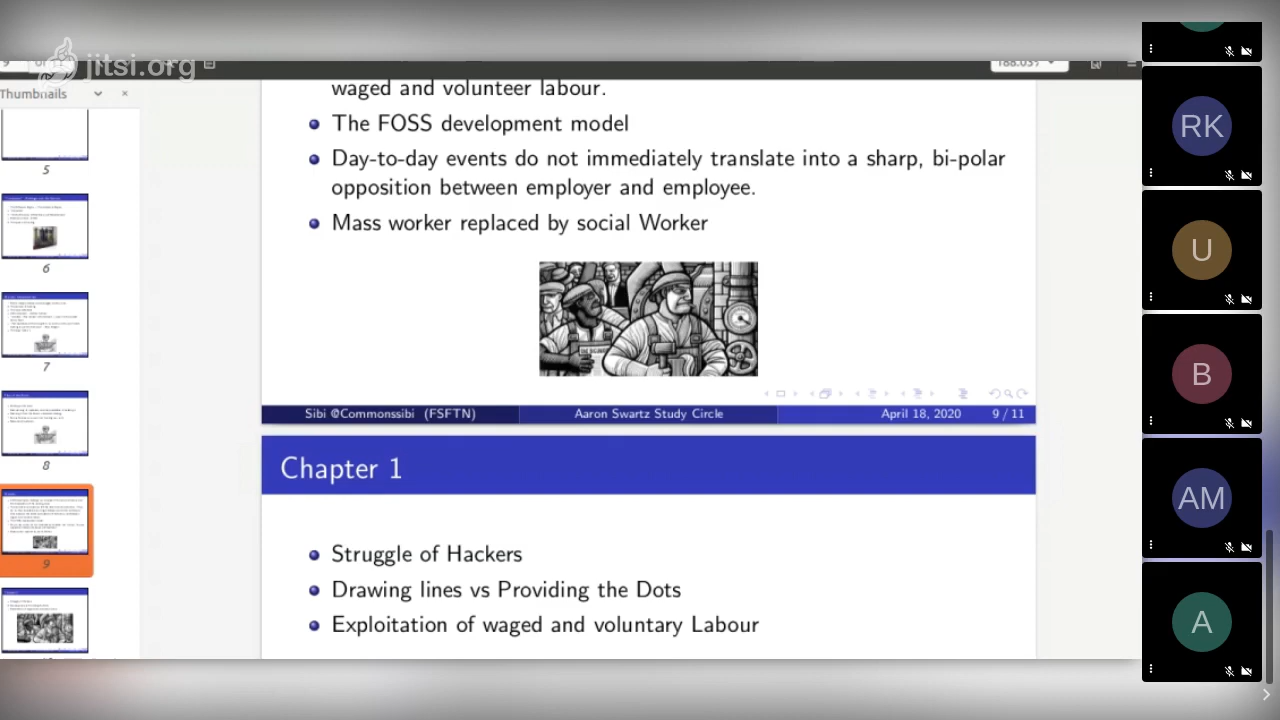 jitsi.org
9
188.03%
Thumbnails
5
6
7
8
9
waged and volunteer labour.
The FOSS development model
Day-to-day events do not immediately translate into a sharp, bi-polar
opposition between employer and employee.
Mass worker replaced by social Worker
Sibi @Commonssibi (FSFTN) Aaron Swartz Study Circle April 18, 2020 9 / 11
Chapter 1
Struggle of Hackers
Drawing lines vs Providing the Dots
Exploitation of waged and voluntary Labour
RK
U
B
AM
A